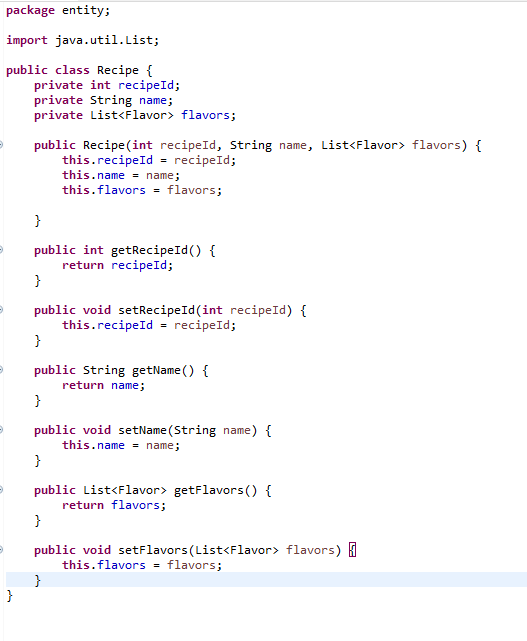 package entity;
import java.util.List;
public class Recipe {
private int recipeId;
private String name;
private List<Flavor> flavors;
public Recipe(int recipeId, String name, List<Flavor> flavors) {
this.recipeId = recipeId;
this.name = name;
this.flavors = flavors;
}
public int getRecipeId() {
return recipeId;
}
public void setRecipeId(int recipeId) {
this.recipeId = recipeId;
}
public String getName() {
return name;
}
public void setName(String name) {
this.name = name;
}
public List<Flavor> getFlavors() {
return flavors;
}
public void setFlavors(List<Flavor> flavors) {
this.flavors = flavors;
}
}